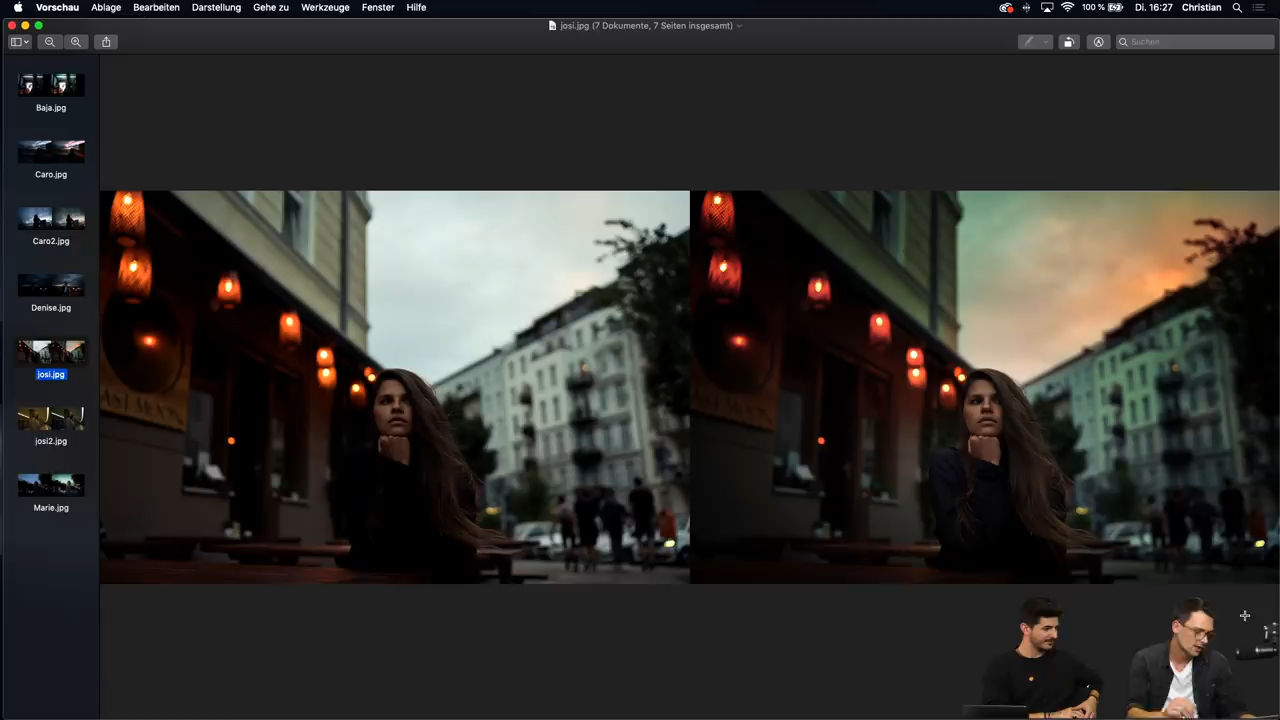 Vorschau Ablage Bearbeiten Darstellung Gehe zu Werkzeuge Fenster Hilfe 100 % Di. 16:27 Christian
josi.jpg (7 Dokumente, 7 Seiten insgesamt)
Suchen
Baja.jpg
Caro.jpg
Caro2.jpg
Denise.jpg
josi.jpg
josi2.jpg
Marie.jpg